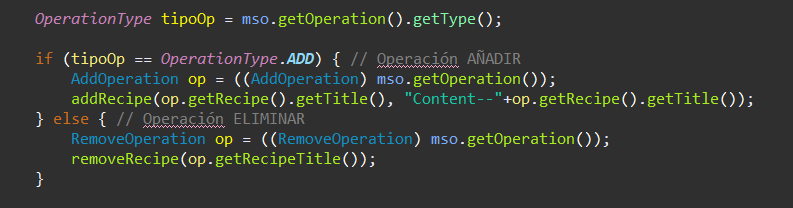 OperationType tipoOp = mso.getOperation().getType();
if (tipoOp == OperationType.ADD) { // Operación AÑADIR
AddOperation op = ((AddOperation) mso.getOperation());
addRecipe(op.getRecipe().getTitle(), "Content--"+op.getRecipe().getTitle());
} else { // Operación ELIMINAR
RemoveOperation op = ((RemoveOperation) mso.getOperation());
removeRecipe(op.getRecipeTitle());
}